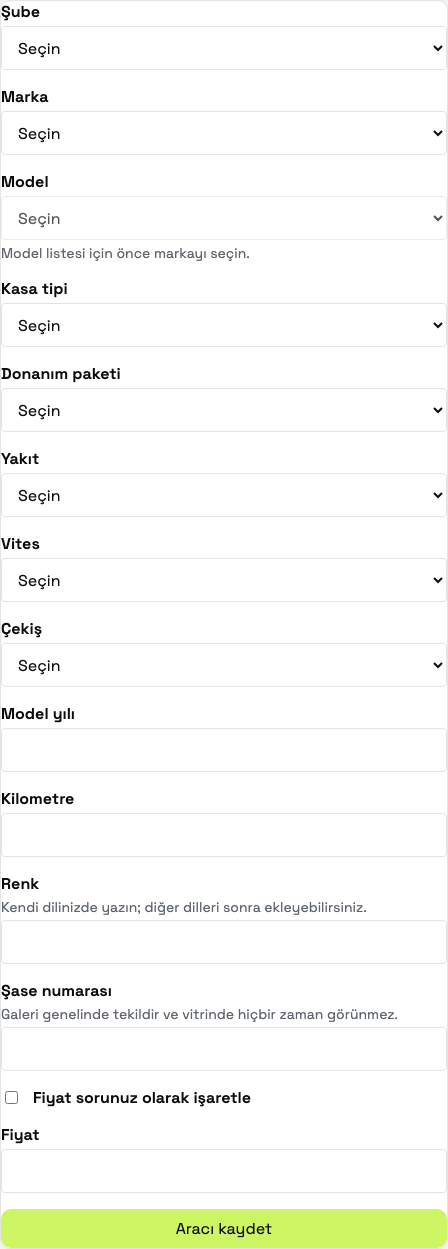 Şube
Seçin
Marka
Seçin
Model
Seçin
Model listesi için önce markayı seçin.
Kasa tipi
Seçin
Donanım paketi
Seçin
Yakıt
Seçin
Vites
Seçin
Çekiş
Seçin
Model yılı
Kilometre
Renk
Kendi dilinizde yazın; diğer dilleri sonra ekleyebilirsiniz.
Şase numarası
Galeri genelinde tekildir ve vitrinde hiçbir zaman görünmez.
Fiyat sorunuz olarak işaretle
Fiyat
Aracı kaydet